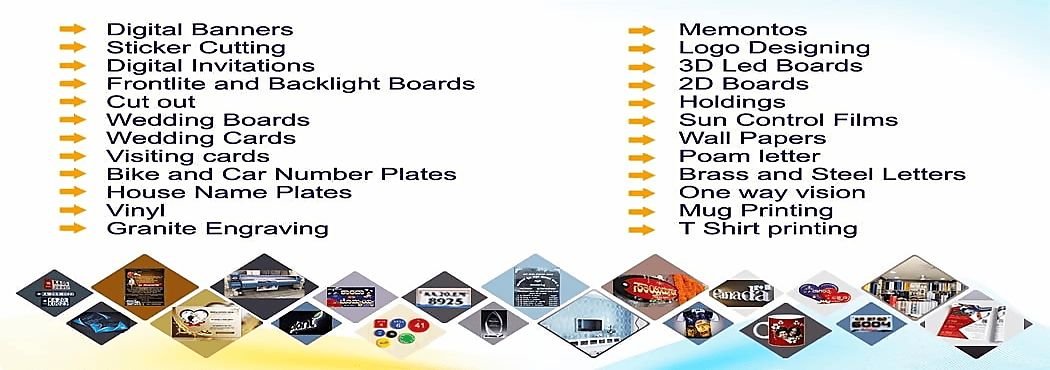 Digital Banners
Sticker Cutting
Digital Invitations
Frontlite and Backlight Boards
Cut out
Wedding Boards
Wedding Cards
Visiting cards
Bike and Car Number Plates
House Name Plates
Vinyl
Granite Engraving
Memontos
Logo Designing
3D Led Boards
2D Boards
Holdings
Sun Control Films
Wall Papers
Poam letter
Brass and Steel Letters
One way vision
Mug Printing
T Shirt printing
8925
41
6004